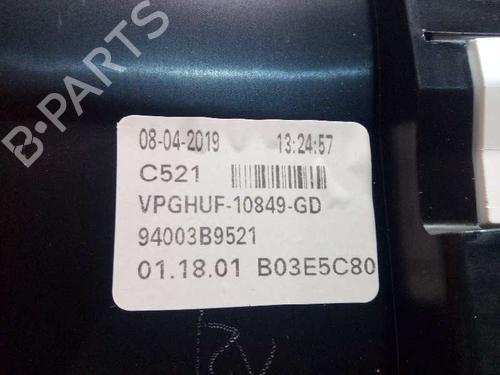 08-04-2019 13:24:57
C521
VPGHUF-10849-GD
94003B9521
01.18.01 B03E5C80
B-PARTS